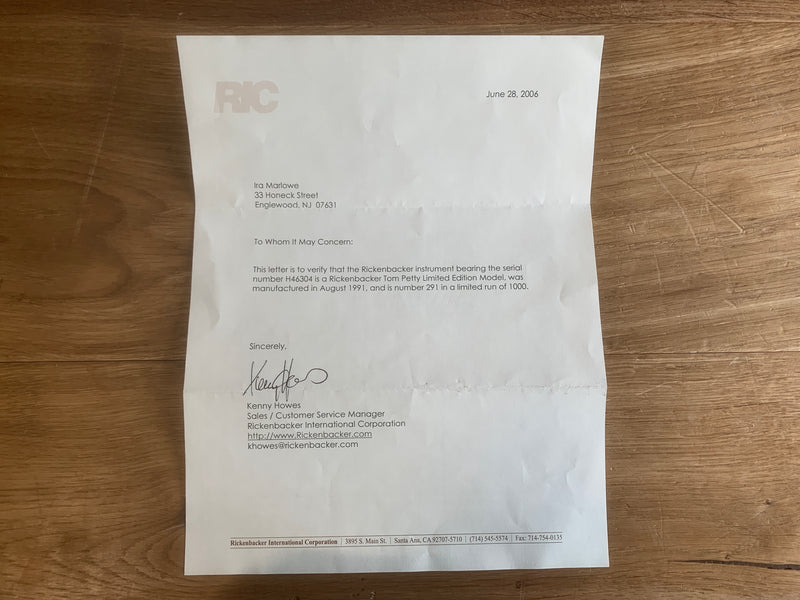 RIC
June 28, 2006
Ira Marlowe
33 Honeck Street
Englewood, NJ 07631
To Whom It May Concern:
This letter is to verify that the Rickenbacker instrument bearing the serial
number H46304 is a Rickenbacker Tom Petty Limited Edition Model, was
manufactured in August 1991, and is number 291 in a limited run of 1000.
Sincerely,
Kenny Howes
Kenny Howes
Sales / Customer Service Manager
Rickenbacker International Corporation
http://www.Rickenbacker.com
khowes@rickenbacker.com
Rickenbacker International Corporation | 3895 S. Main St. | Santa Ana, CA 92707-5710 | (714) 545-5574 | Fax: 714-754-0135